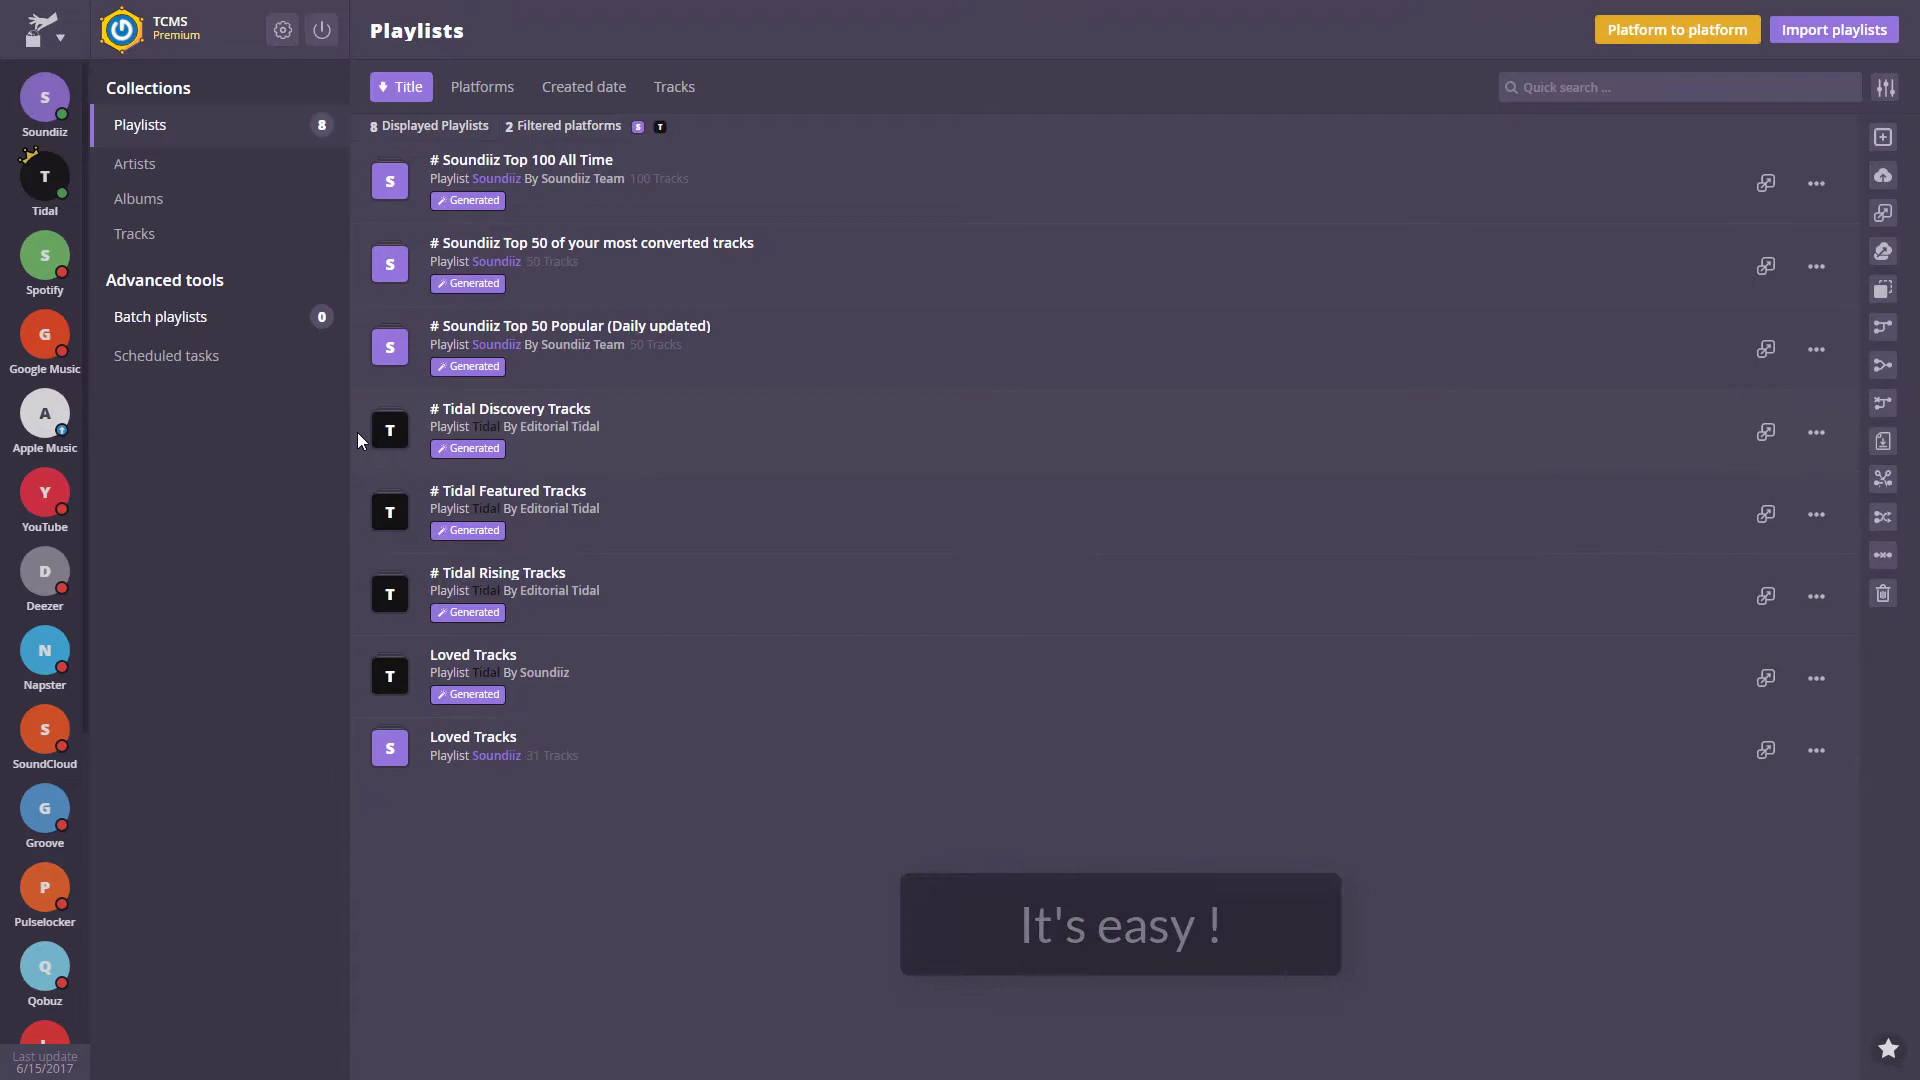 TCMS
Premium
Playlists
Platform to platform
Import playlists
S
Soundiiz
T
Tidal
S
Spotify
G
Google Music
A
Apple Music
Y
YouTube
D
Deezer
N
Napster
S
SoundCloud
G
Groove
P
Pulselocker
Q
Qobuz
Last update
6/15/2017
Collections
Playlists 8
Artists
Albums
Tracks
Advanced tools
Batch playlists 0
Scheduled tasks
Title Platforms Created date Tracks
Quick search ...
8 Displayed Playlists 2 Filtered platforms S T
S
# Soundiiz Top 100 All Time
Playlist Soundiiz By Soundiiz Team 100 Tracks
Generated
S
# Soundiiz Top 50 of your most converted tracks
Playlist Soundiiz 50 Tracks
Generated
S
# Soundiiz Top 50 Popular (Daily updated)
Playlist Soundiiz By Soundiiz Team 50 Tracks
Generated
T
# Tidal Discovery Tracks
Playlist Tidal By Editorial Tidal
Generated
T
# Tidal Featured Tracks
Playlist Tidal By Editorial Tidal
Generated
T
# Tidal Rising Tracks
Playlist Tidal By Editorial Tidal
Generated
T
Loved Tracks
Playlist Tidal By Soundiiz
Generated
S
Loved Tracks
Playlist Soundiiz 31 Tracks
It's easy !